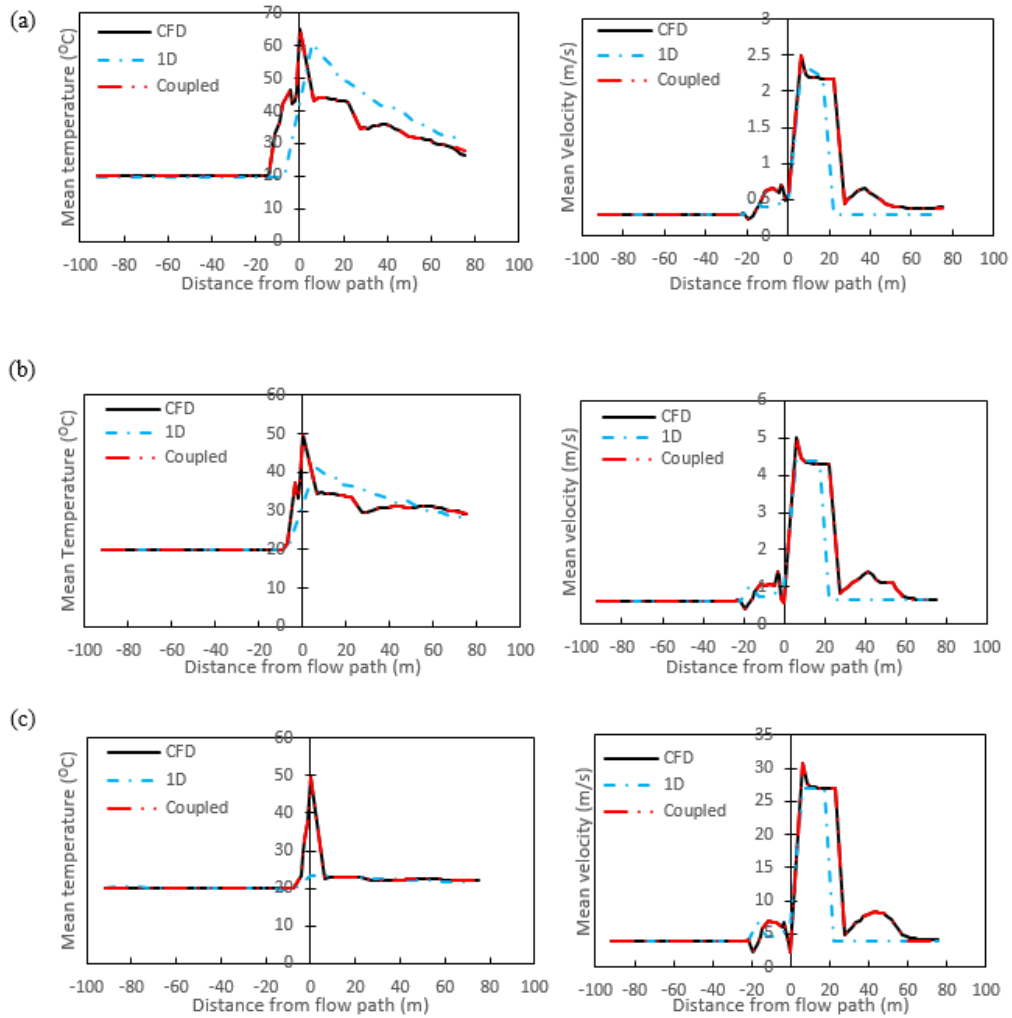 (a)
Mean temperature (ºC)
70
60
50
40
30
20
10
0
CFD
1D
Coupled
-100 -80 -60 -40 -20 0 20 40 60 80 100
Distance from flow path (m)
Mean Velocity (m/s)
3
2.5
2
1.5
1
0.5
0
CFD
1D
Coupled
-100 -80 -60 -40 -20 0 20 40 60 80 100
Distance from flow path (m)
(b)
Mean Temperature (ºC)
60
50
40
30
20
10
0
CFD
1D
Coupled
-100 -80 -60 -40 -20 0 20 40 60 80 100
Distance from flow path (m)
Mean velocity (m/s)
6
5
4
3
2
1
0
CFD
1D
Coupled
-100 -80 -60 -40 -20 0 20 40 60 80 100
Distance from flow path (m)
(c)
Mean temperature (ºC)
60
50
40
30
20
10
0
CFD
1D
Coupled
-100 -80 -60 -40 -20 0 20 40 60 80 100
Distance from flow path (m)
Mean velocity (m/s)
35
30
25
20
15
10
5
0
CFD
1D
Coupled
-100 -80 -60 -40 -20 0 20 40 60 80 100
Distance from flow path (m)